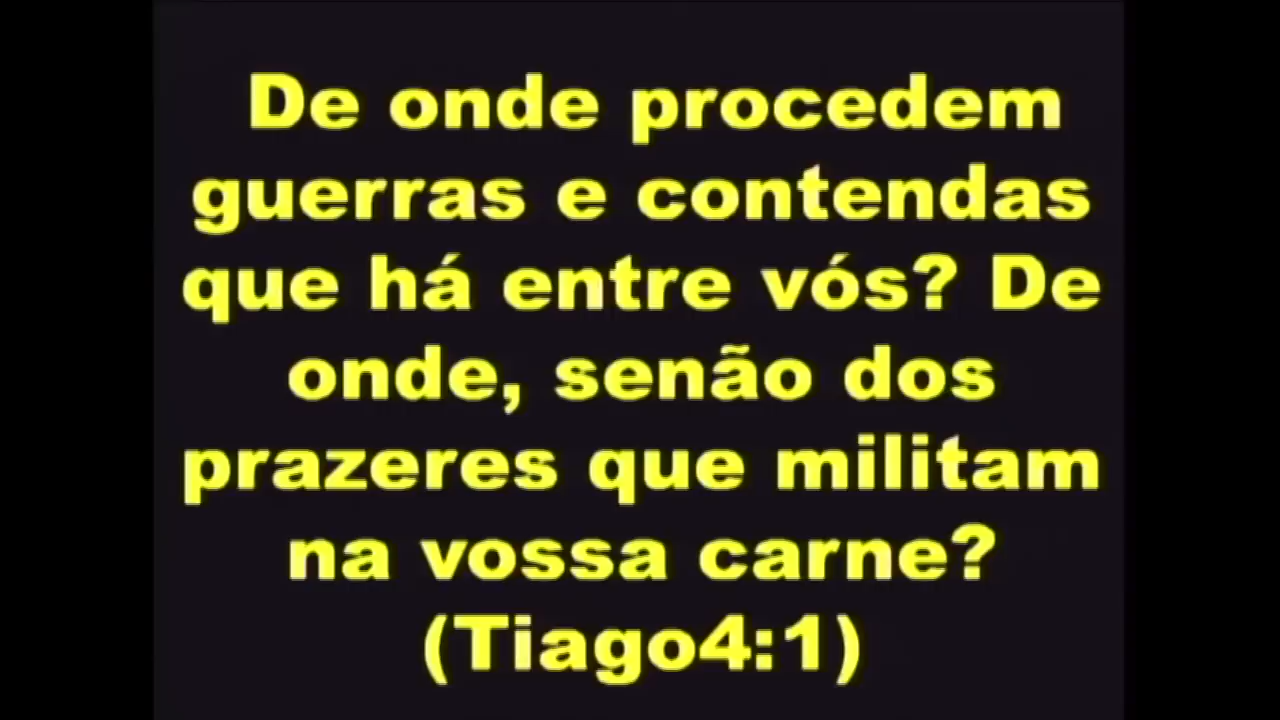 De onde procedem
guerras e contendas
que há entre vós? De
onde, senão dos
prazeres que militam
na vossa carne?
(Tiago4:1)